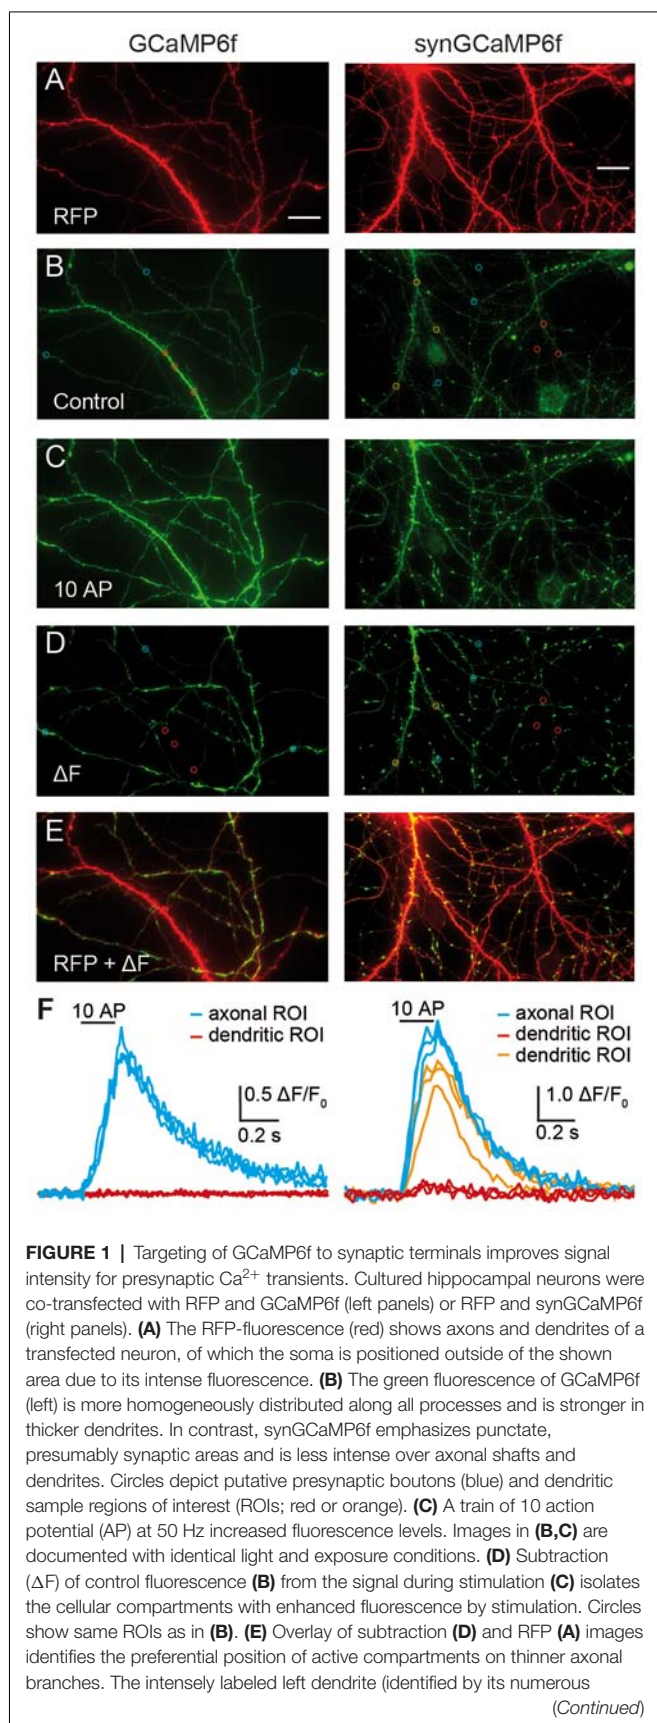 GCaMP6f synGCaMP6f
A
RFP
B
Control
C
10 AP
D
ΔF
E
RFP + ΔF
F
10 AP
axonal ROI
dendritic ROI
0.5 ΔF/F₀
0.2 s
10 AP
axonal ROI
dendritic ROI
dendritic ROI
1.0 ΔF/F₀
0.2 s
FIGURE 1 | Targeting of GCaMP6f to synaptic terminals improves signal
intensity for presynaptic Ca²⁺ transients. Cultured hippocampal neurons were
co-transfected with RFP and GCaMP6f (left panels) or RFP and synGCaMP6f
(right panels). (A) The RFP-fluorescence (red) shows axons and dendrites of a
transfected neuron, of which the soma is positioned outside of the shown
area due to its intense fluorescence. (B) The green fluorescence of GCaMP6f
(left) is more homogeneously distributed along all processes and is stronger in
thicker dendrites. In contrast, synGCaMP6f emphasizes punctate,
presumably synaptic areas and is less intense over axonal shafts and
dendrites. Circles depict putative presynaptic boutons (blue) and dendritic
sample regions of interest (ROIs; red or orange). (C) A train of 10 action
potential (AP) at 50 Hz increased fluorescence levels. Images in (B,C) are
documented with identical light and exposure conditions. (D) Subtraction
(ΔF) of control fluorescence (B) from the signal during stimulation (C) isolates
the cellular compartments with enhanced fluorescence by stimulation. Circles
show same ROIs as in (B). (E) Overlay of subtraction (D) and RFP (A) images
identifies the preferential position of active compartments on thinner axonal
branches. The intensely labeled left dendrite (identified by its numerous
(Continued)